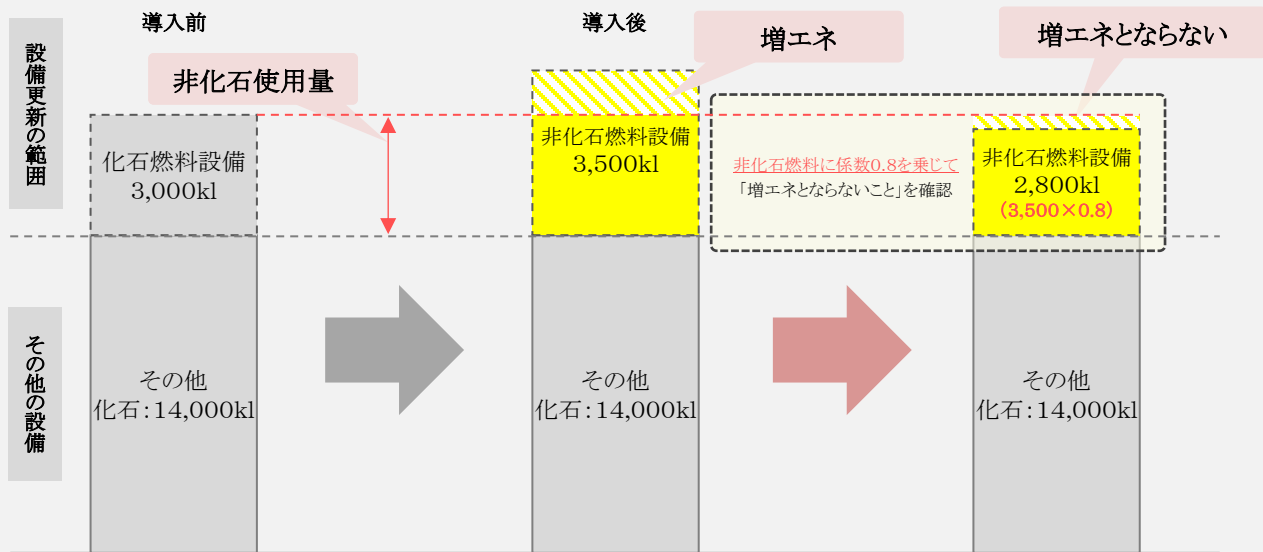 導入前
導入後
増エネ
増エネとならない
設備更新の範囲
非化石使用量
化石燃料設備
3,000kl
非化石燃料設備
3,500kl
非化石燃料に係数0.8を乗じて
「増エネとならないこと」を確認
非化石燃料設備
2,800kl
(3,500×0.8)
その他の設備
その他
化石：14,000kl
その他
化石：14,000kl
その他
化石：14,000kl